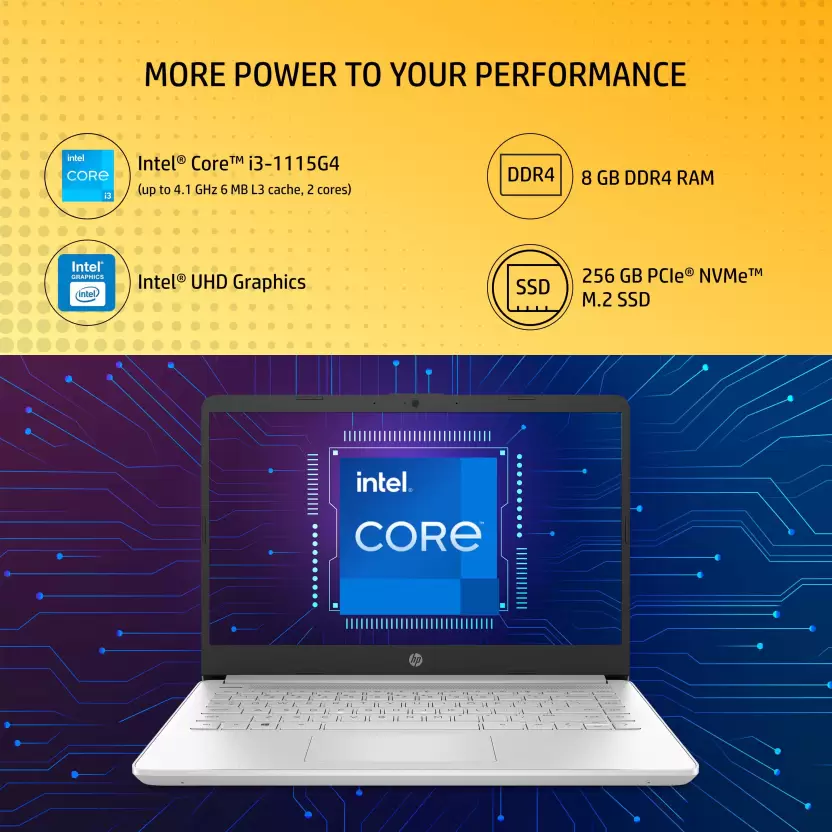 MORE POWER TO YOUR PERFORMANCE
intel
CORE
i3
Intel® Core™ i3-1115G4
(up to 4.1 GHz 6 MB L3 cache, 2 cores)
DDR4
8 GB DDR4 RAM
Intel®
GRAPHICS
intel
Intel® UHD Graphics
SSD
256 GB PCIe® NVMe™
M.2 SSD
intel.
CORE™
hp